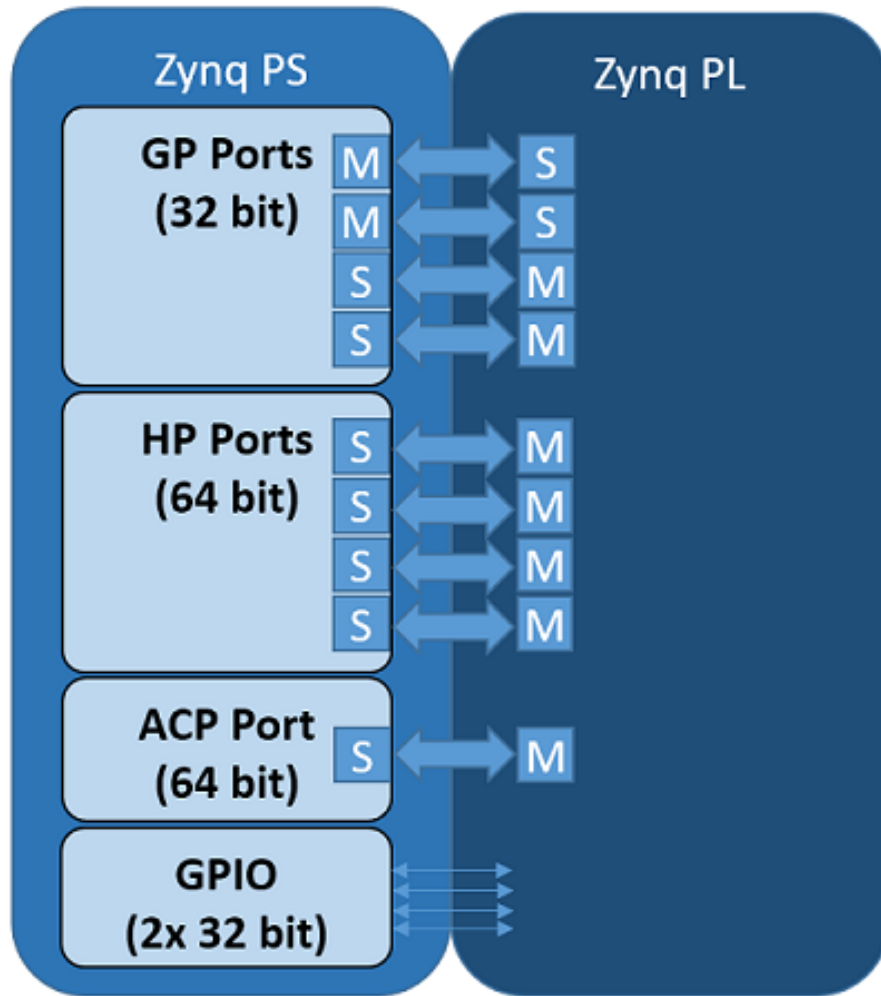 Zynq PS
Zynq PL
GP Ports
(32 bit)
M
S
M
S
S
M
S
M
HP Ports
(64 bit)
S
M
S
M
S
M
S
M
ACP Port
(64 bit)
S
M
GPIO
(2x 32 bit)